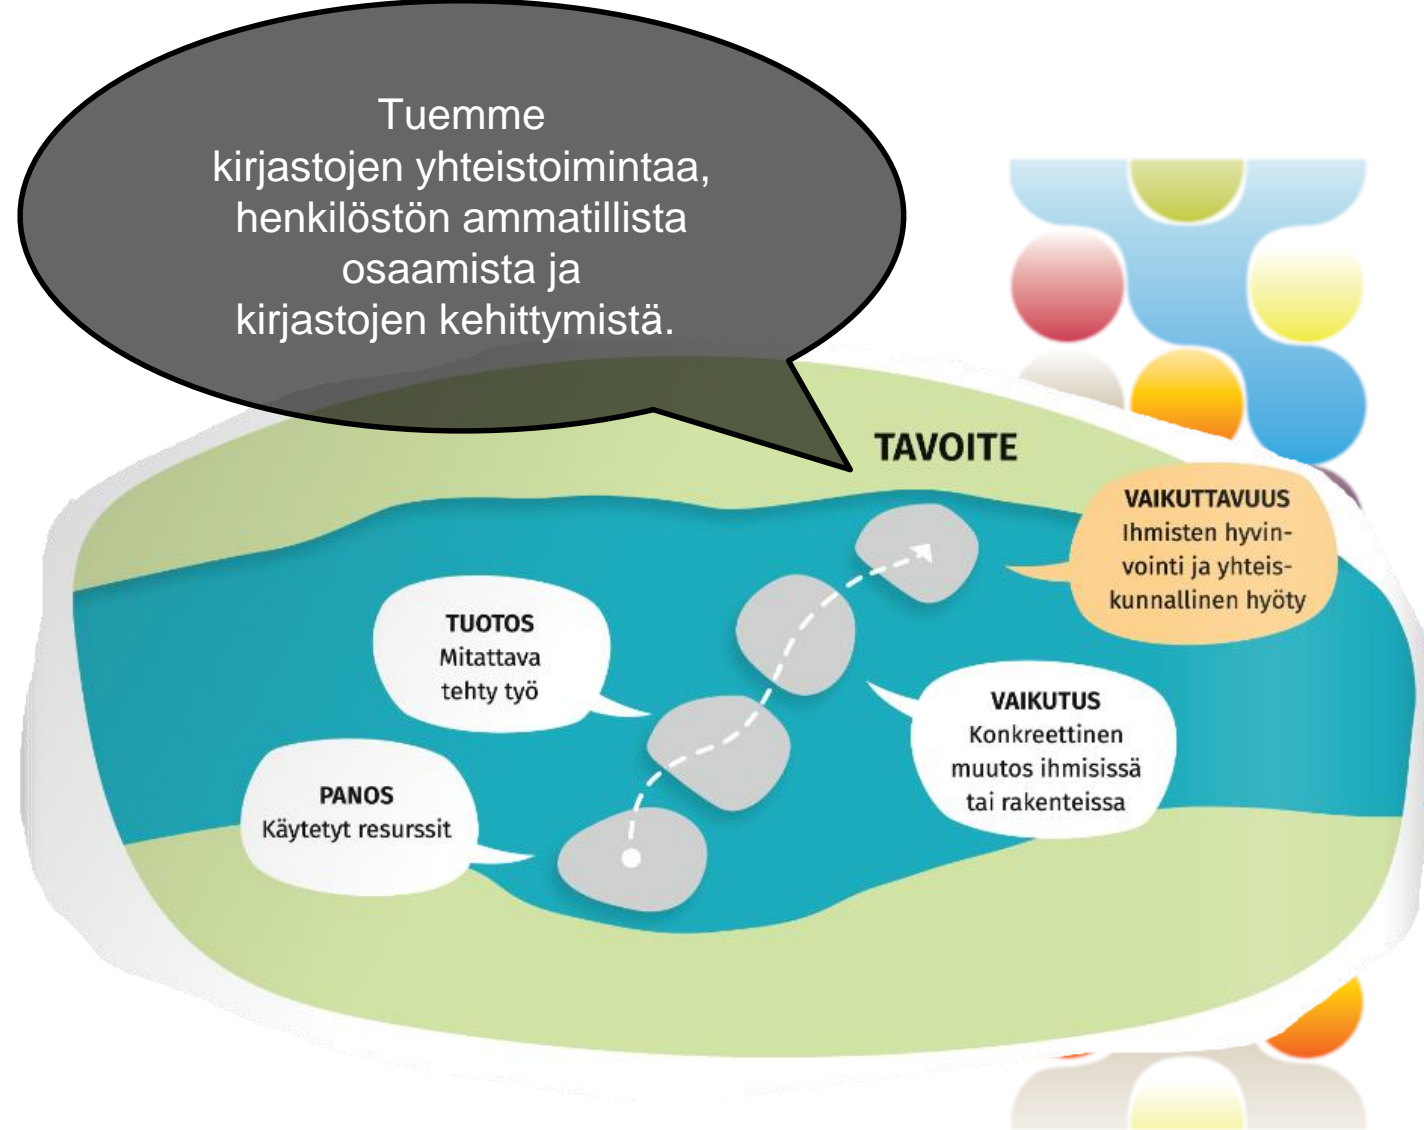 Tuemme
kirjastojen yhteistoimintaa,
henkilöstön ammatillista
osaamista ja
kirjastojen kehittymistä.
TAVOITE
VAIKUTTAVUUS
Ihmisten hyvin-
vointi ja yhteis-
kunnallinen hyöty
TUOTOS
Mitattava
tehty työ
VAIKUTUS
Konkreettinen
muutos ihmisissä
tai rakenteissa
PANOS
Käytetyt resurssit